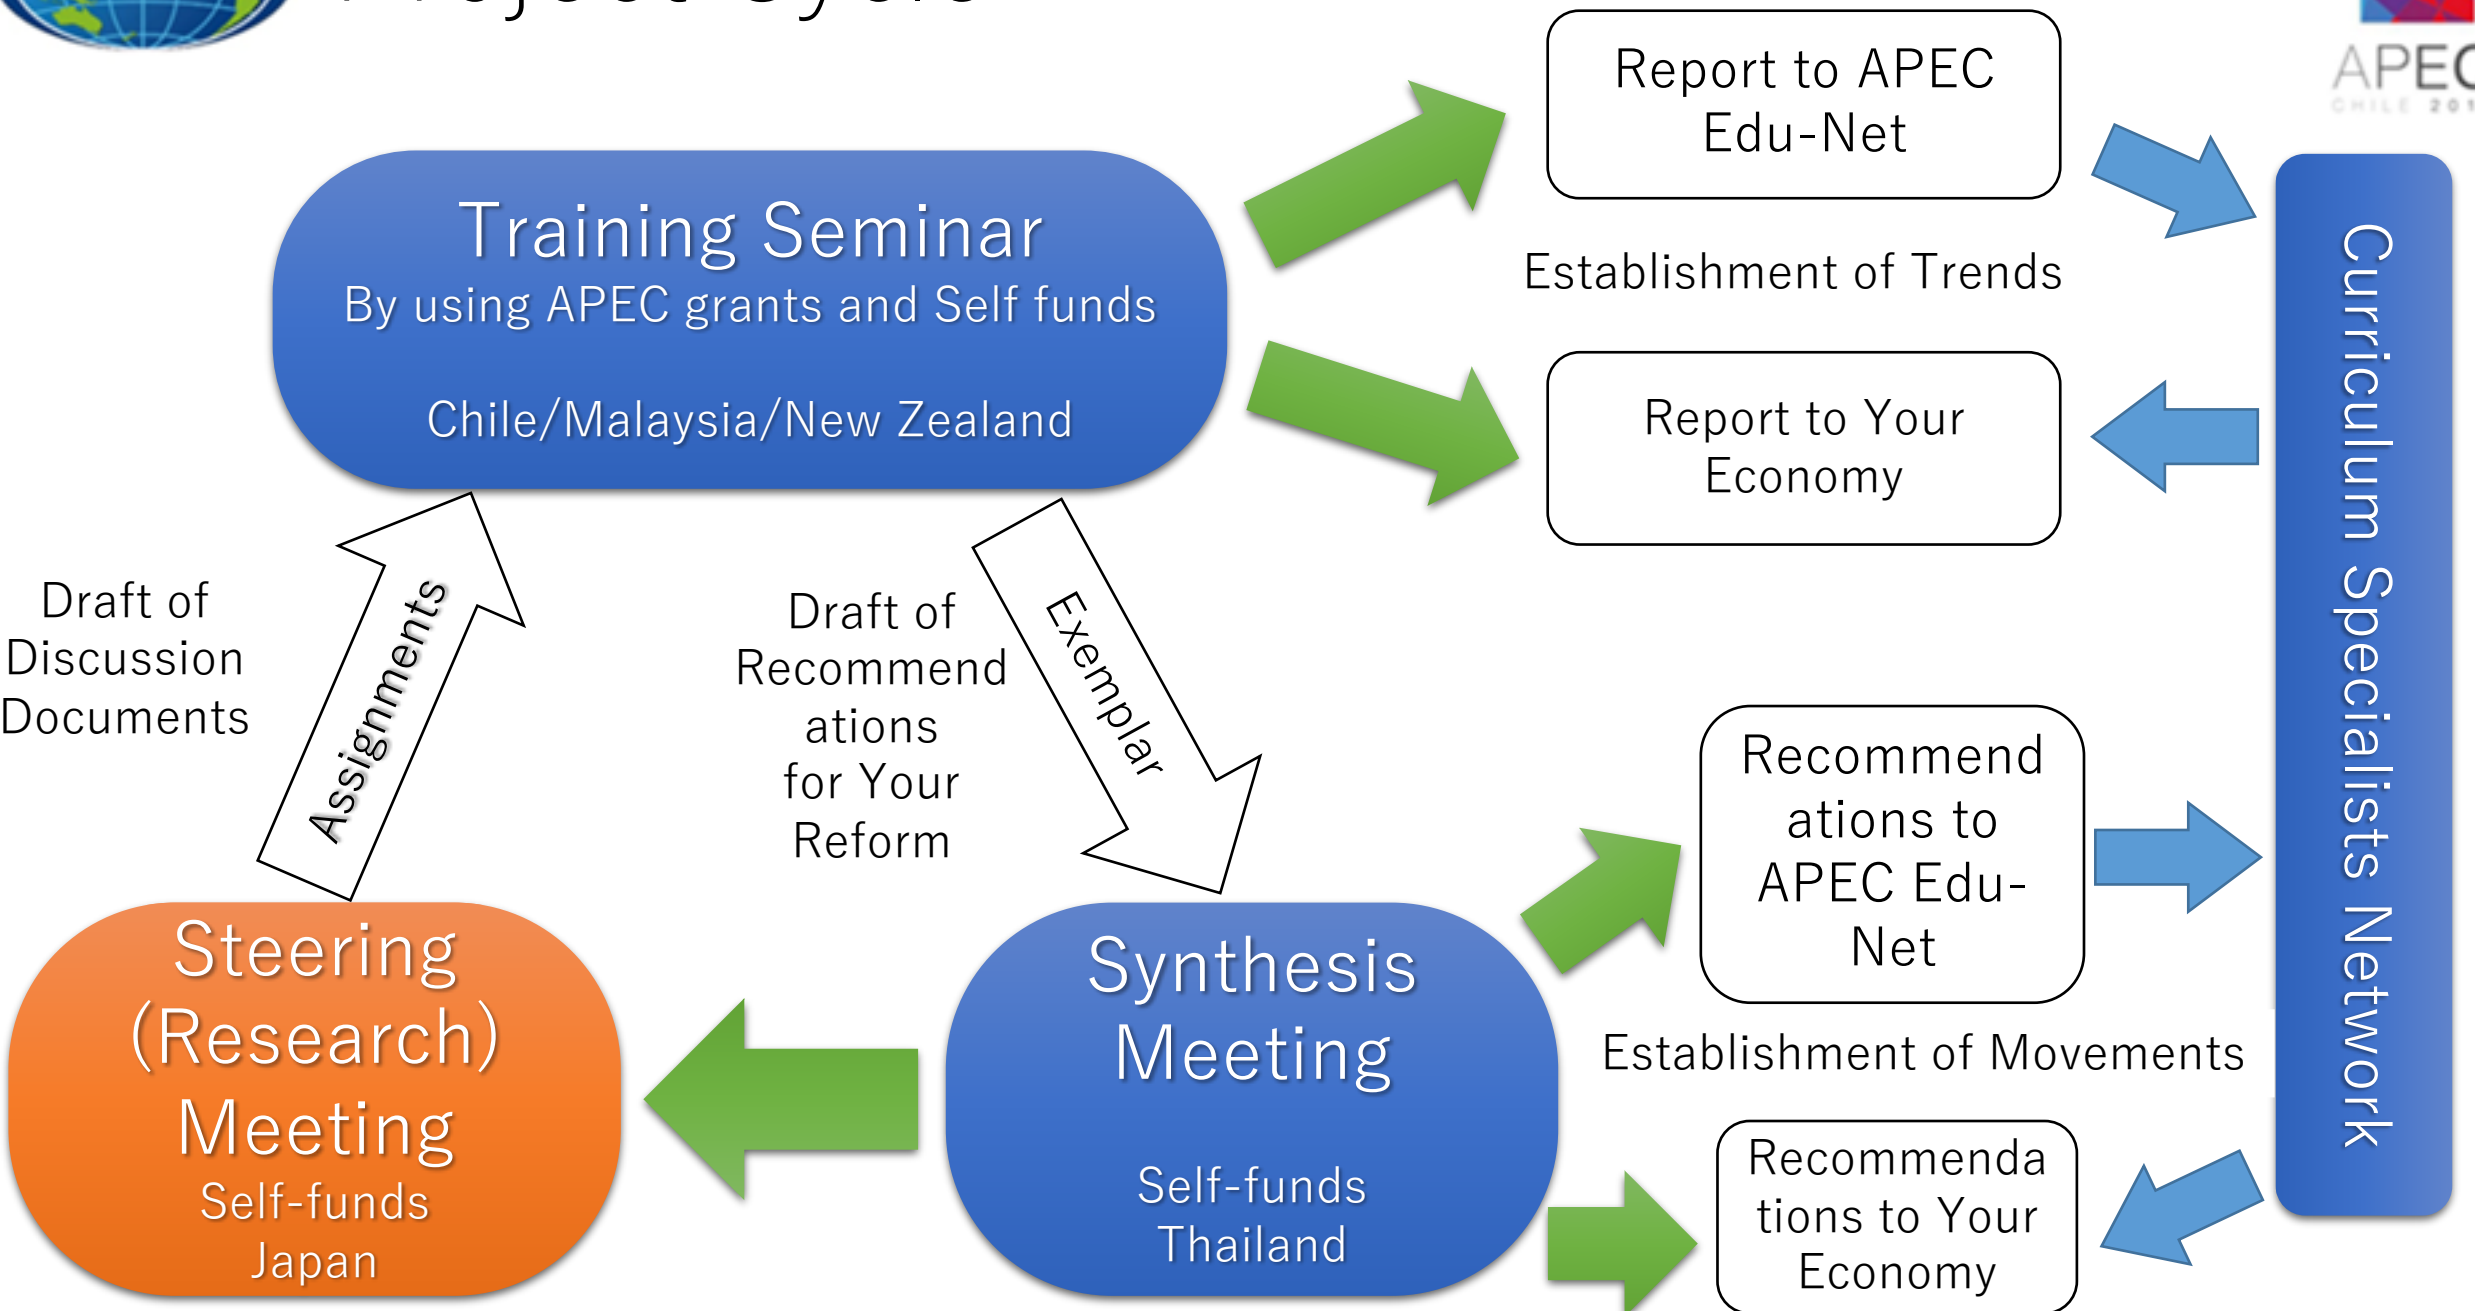 Project Cycle
Training Seminar
By using APEC grants and Self funds
Chile/Malaysia/New Zealand
Report to APEC
Edu-Net
Establishment of Trends
Report to Your
Economy
APEC
CHILE
Curriculum Specialists Network
Draft of
Discussion
Documents
Assignments
Draft of
Recommend
ations
for Your
Reform
Exemplar
Steering
(Research)
Meeting
Self-funds
Japan
Synthesis
Meeting
Self-funds
Thailand
Recommend
ations to
APEC Edu-
Net
Establishment of Movements
Recommenda
tions to Your
Economy